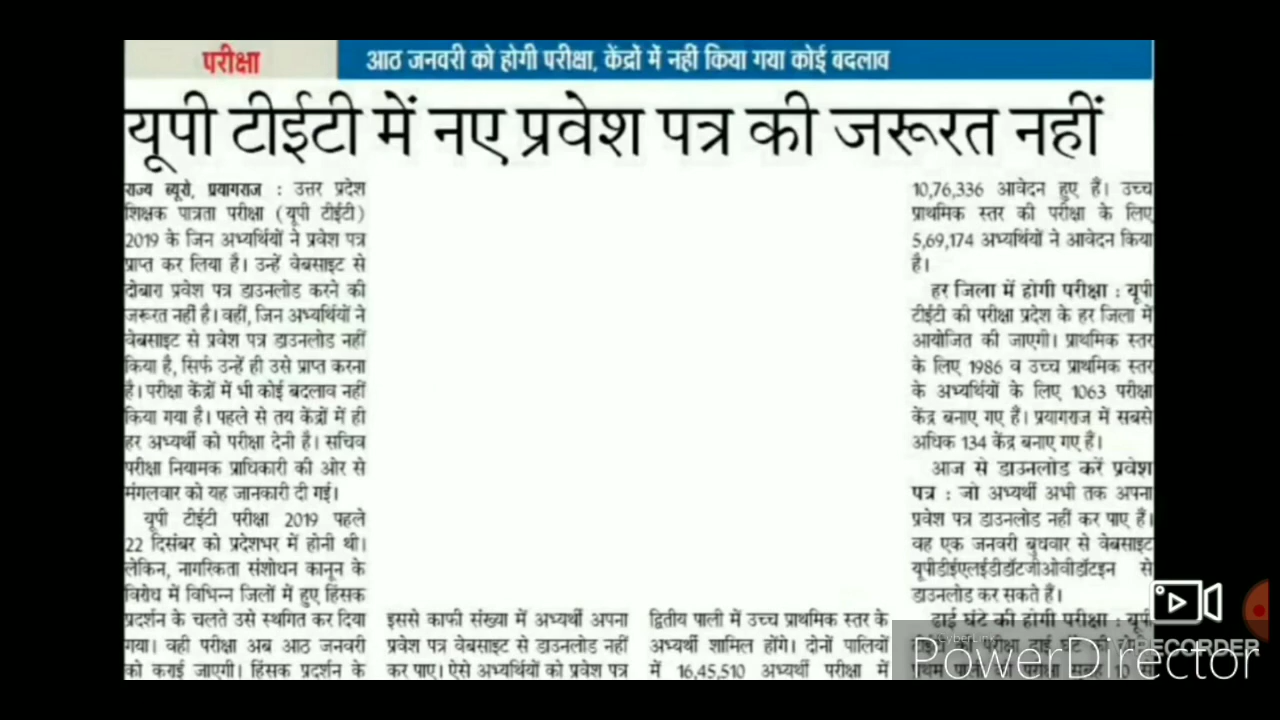 परीक्षा
आठ जनवरी को होगी परीक्षा, केंद्रों में नहीं किया गया कोई बदलाव
यूपी टीईटी में नए प्रवेश पत्र की जरूरत नहीं
राज्य ब्यूरो, प्रयागराज : उत्तर प्रदेश
शिक्षक पात्रता परीक्षा (यूपी टीईटी)
2019 के जिन अभ्यर्थियों ने प्रवेश पत्र
प्राप्त कर लिया है। उन्हें वेबसाइट से
दोबारा प्रवेश पत्र डाउनलोड करने की
जरूरत नहीं है। वहीं, जिन अभ्यर्थियों ने
वेबसाइट से प्रवेश पत्र डाउनलोड नहीं
किया है, सिर्फ उन्हें ही उसे प्राप्त करना
है। परीक्षा केंद्रों में भी कोई बदलाव नहीं
किया गया है। पहले से तय केंद्रों में ही
हर अभ्यर्थी को परीक्षा देनी है। सचिव
परीक्षा नियामक प्राधिकारी की ओर से
मंगलवार को यह जानकारी दी गई।
यूपी टीईटी परीक्षा 2019 पहले
22 दिसंबर को प्रदेशभर में होनी थी।
लेकिन, नागरिकता संशोधन कानून के
विरोध में विभिन्न जिलों में हुए हिंसक
प्रदर्शन के चलते उसे स्थगित कर दिया
गया। वही परीक्षा अब आठ जनवरी
को कराई जाएगी। हिंसक प्रदर्शन के
इससे काफी संख्या में अभ्यर्थी अपना
प्रवेश पत्र वेबसाइट से डाउनलोड नहीं
कर पाए। ऐसे अभ्यर्थियों को प्रवेश पत्र
द्वितीय पाली में उच्च प्राथमिक स्तर के
अभ्यर्थी शामिल होंगे। दोनों पालियों
में 16,45,510 अभ्यर्थी परीक्षा में
10,76,336 आवेदन हुए हैं। उच्च
प्राथमिक स्तर की परीक्षा के लिए
5,69,174 अभ्यर्थियों ने आवेदन किया
है।
हर जिला में होगी परीक्षा : यूपी
टीईटी की परीक्षा प्रदेश के हर जिला में
आयोजित की जाएगी। प्राथमिक स्तर
के लिए 1986 व उच्च प्राथमिक स्तर
के अभ्यर्थियों के लिए 1063 परीक्षा
केंद्र बनाए गए हैं। प्रयागराज में सबसे
अधिक 134 केंद्र बनाए गए हैं।
आज से डाउनलोड करें प्रवेश
पत्र : जो अभ्यर्थी अभी तक अपना
प्रवेश पत्र डाउनलोड नहीं कर पाए हैं।
वह एक जनवरी बुधवार से वेबसाइट
यूपीडीईएलईडीडॉटजीओवीडॉटइन से
डाउनलोड कर सकते हैं।
ढाई घंटे की होगी परीक्षा : यूपी
CyberLink
PowerDirector
RECORDER